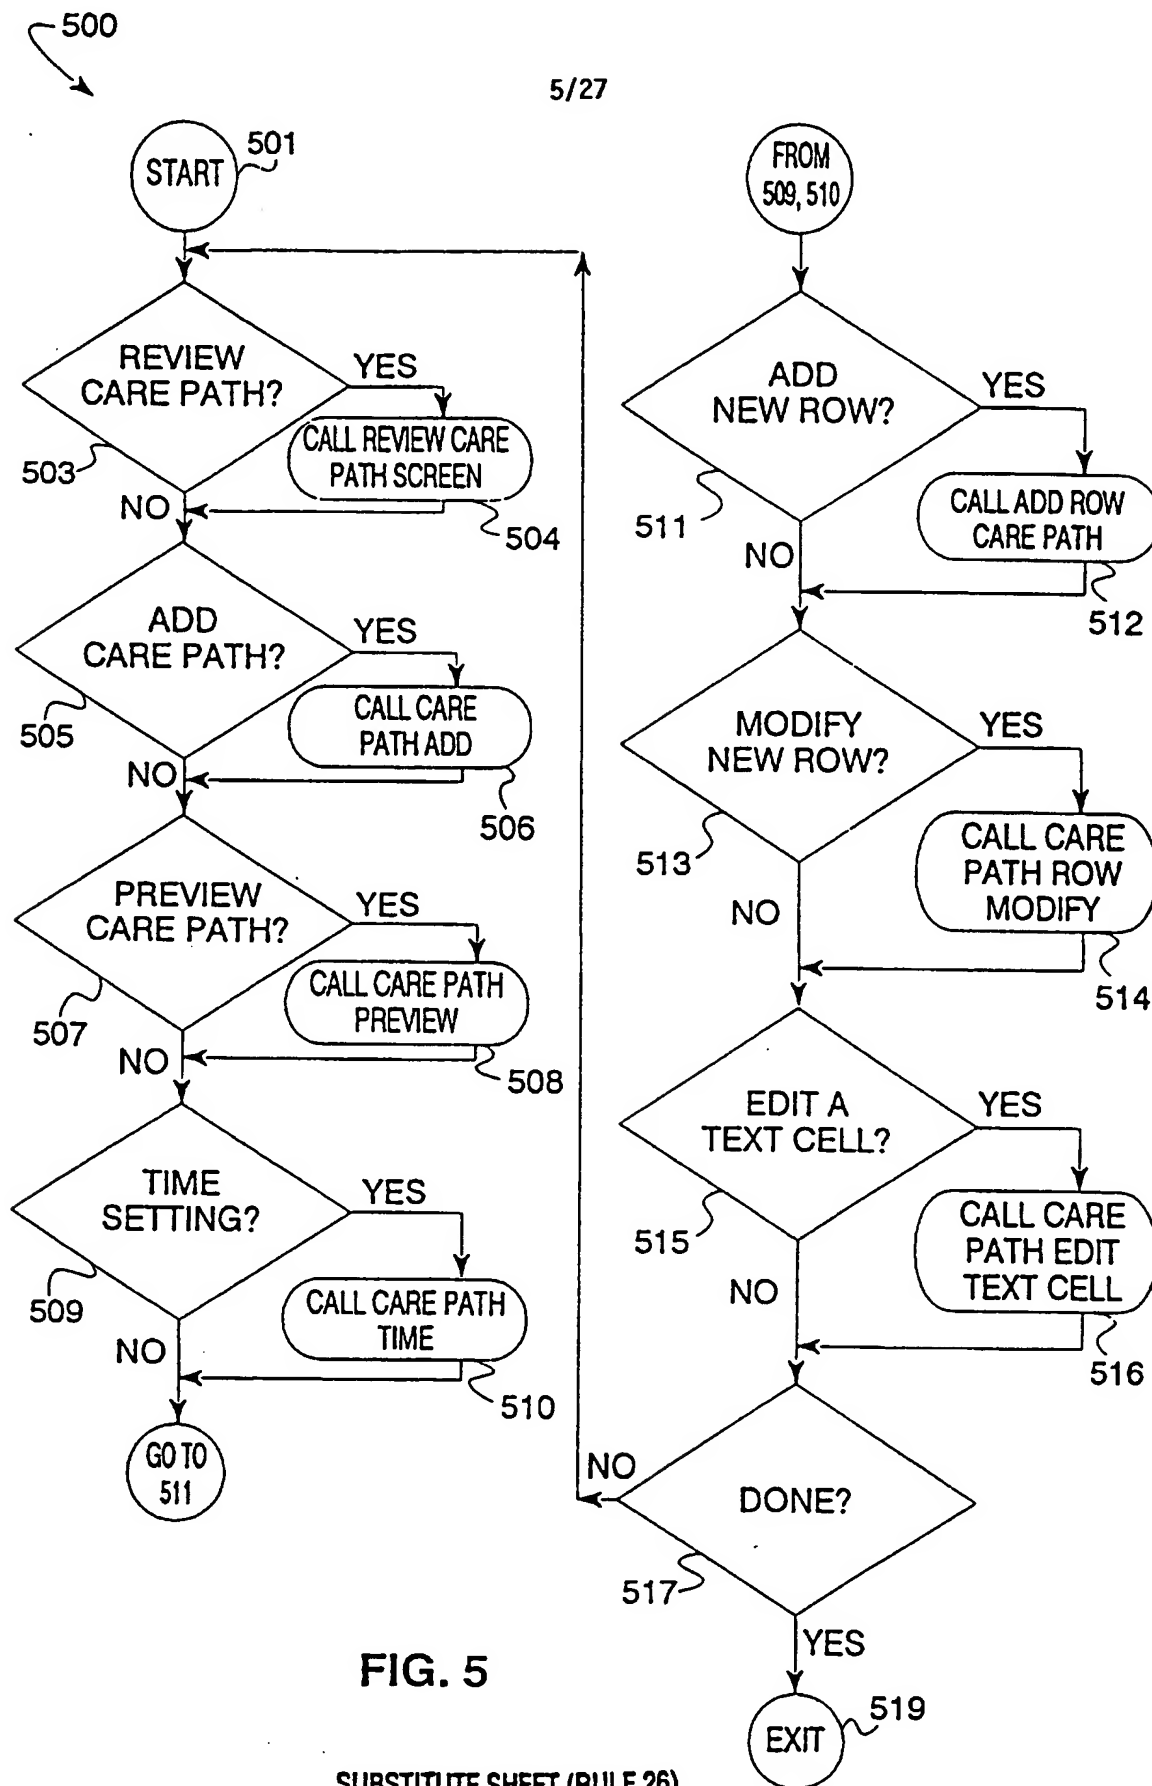 500
5/27
START
501
REVIEW
CARE PATH?
YES
503
CALL REVIEW CARE
PATH SCREEN
NO
504
ADD
CARE PATH?
YES
505
CALL CARE
PATH ADD
NO
506
PREVIEW
CARE PATH?
YES
507
CALL CARE PATH
PREVIEW
NO
508
TIME
SETTING?
YES
509
CALL CARE PATH
TIME
NO
510
GO TO
511
FROM
509, 510
ADD
NEW ROW?
YES
511
CALL ADD ROW
CARE PATH
NO
512
MODIFY
NEW ROW?
YES
513
CALL CARE
PATH ROW
MODIFY
NO
514
EDIT A
TEXT CELL?
YES
515
CALL CARE
PATH EDIT
TEXT CELL
NO
516
DONE?
NO
517
YES
EXIT
519
FIG. 5
SUBSTITUTE SHEET (RULE 26)